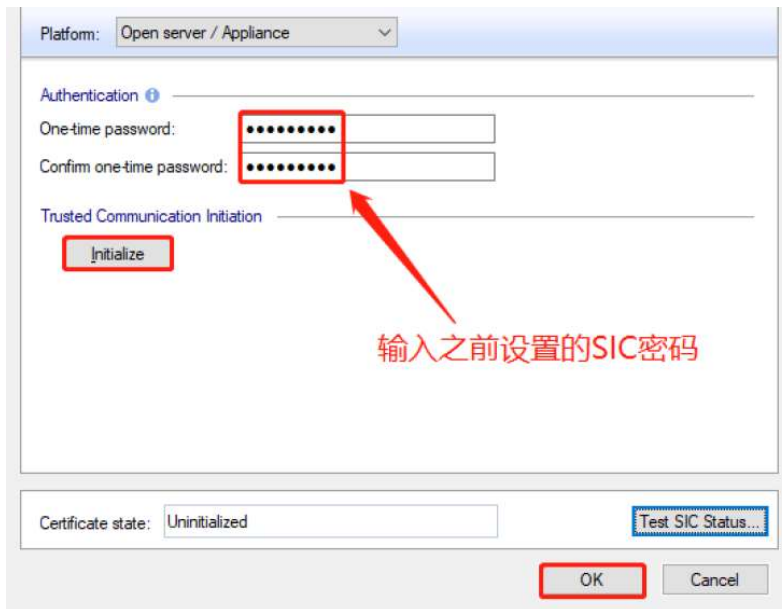 Platform: Open server / Appliance
Authentication
One-time password: ●●●●●●●●●
Confirm one-time password: ●●●●●●●●●
Trusted Communication Initiation
Initialize
输入之前设置的SIC密码
Certificate state: Uninitialized Test SIC Status...
OK Cancel